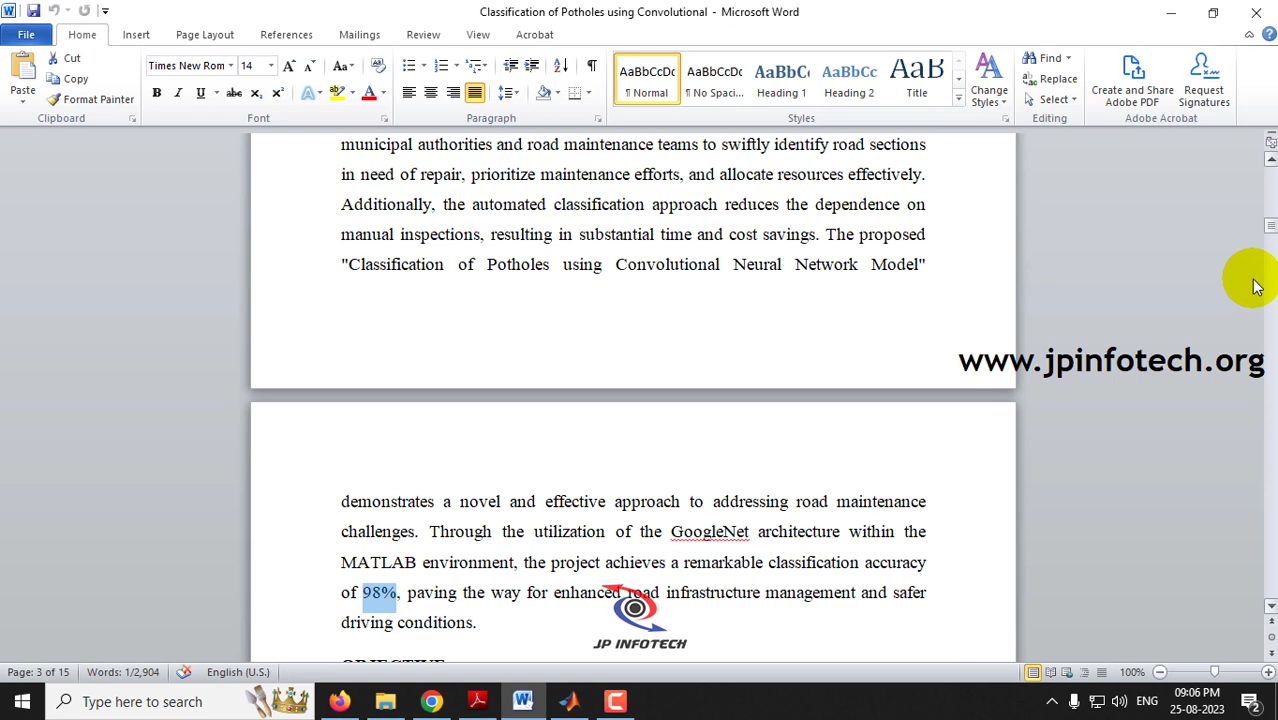 Classification of Potholes using Convolutional - Microsoft Word
File Home Insert Page Layout References Mailings Review View Acrobat
Paste
Cut
Copy
Format Painter
Clipboard
Times New Rom 14
Font
Paragraph
AaBbCcDc ¶ Normal
AaBbCcDc ¶ No Spaci...
AaBbCc Heading 1
AaBbCc Heading 2
AaB Title
Change Styles
Styles
Find
Replace
Select
Editing
Create and Share Adobe PDF
Request Signatures
Adobe Acrobat
municipal authorities and road maintenance teams to swiftly identify road sections
in need of repair, prioritize maintenance efforts, and allocate resources effectively.
Additionally, the automated classification approach reduces the dependence on
manual inspections, resulting in substantial time and cost savings. The proposed
"Classification of Potholes using Convolutional Neural Network Model"
www.jpinfotech.org
demonstrates a novel and effective approach to addressing road maintenance
challenges. Through the utilization of the GoogleNet architecture within the
MATLAB environment, the project achieves a remarkable classification accuracy
of 98%, paving the way for enhanced road infrastructure management and safer
driving conditions.
JP INFOTECH
OBJECTIVE
Page: 3 of 15 Words: 1/2,904 English (U.S.) 100%
Type here to search
ENG
09:06 PM
25-08-2023
2